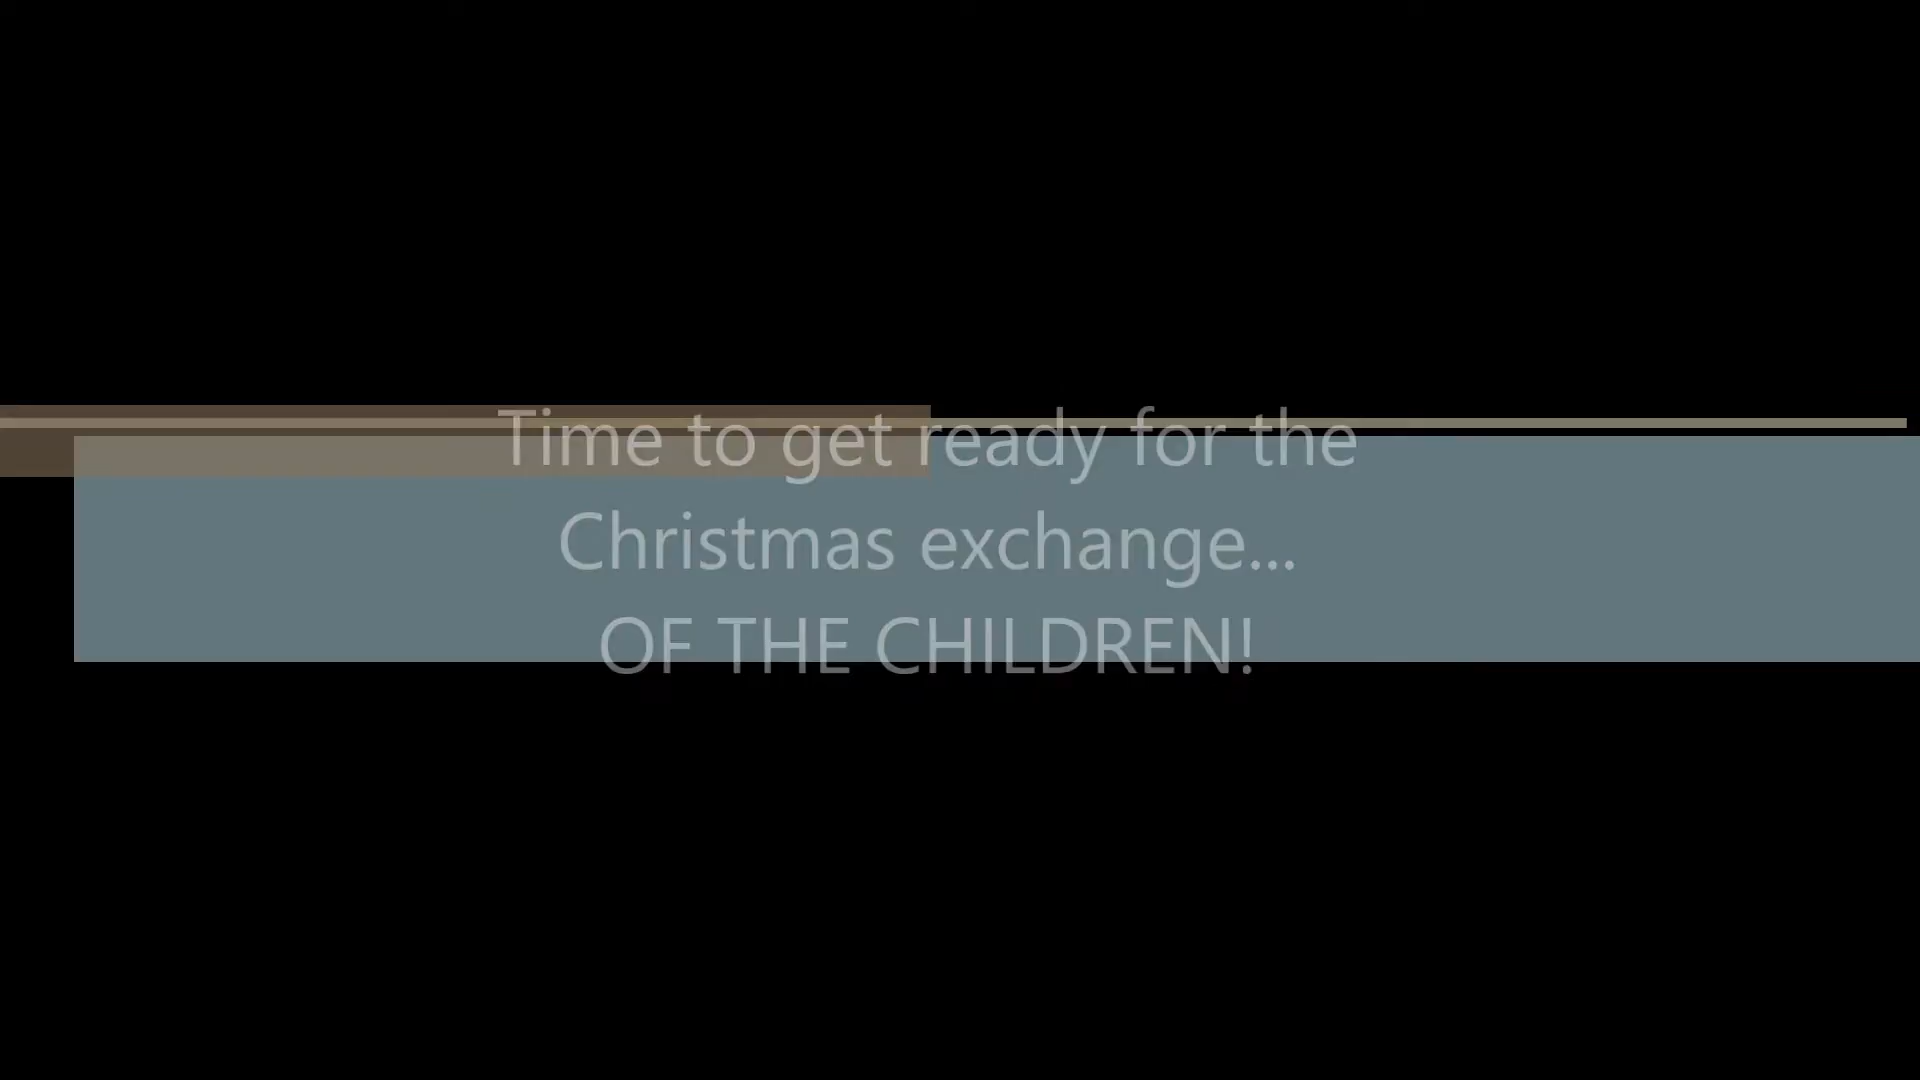 Time to get ready for the
Christmas exchange...
OF THE CHILDREN!